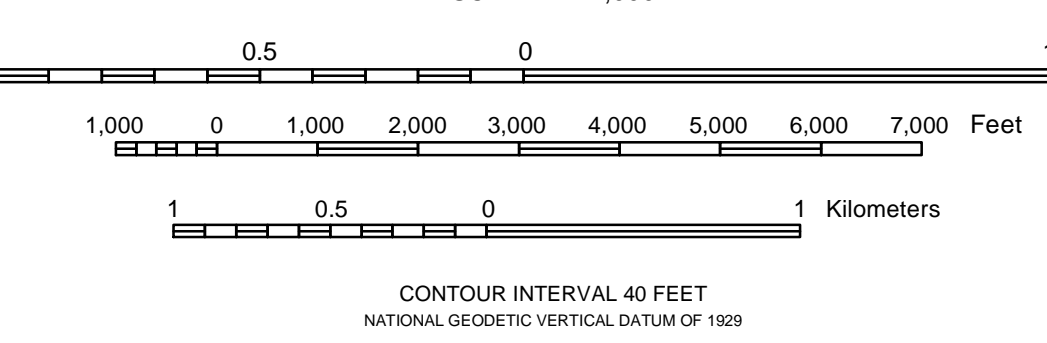 0.5 0
1,000 0 1,000 2,000 3,000 4,000 5,000 6,000 7,000 Feet
1 0.5 0 1 Kilometers
CONTOUR INTERVAL 40 FEET
NATIONAL GEODETIC VERTICAL DATUM OF 1929